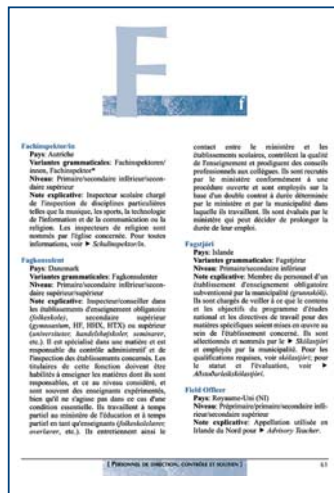 F
f
Fachinspektor/in
Pays: Autriche
Variantes grammaticales: Fachinspektoren/
innen, Fachinspektor*
Niveau: Primaire/secondaire inférieur/secon-
daire supérieur
Note explicative: Inspecteur scolaire chargé
de l'inspection de disciplines particulières
telles que la musique, les sports, la technologie
de l'information et de la communication ou la
religion. Les inspecteurs de religion sont
nommés par l'église concernée. Pour toutes
informations, voir ► Schulinspektor/in.
Fagkonsulent
Pays: Danemark
Variantes grammaticales: Fagkonsulenter
Niveau: Primaire/secondaire inférieur/secon-
daire supérieur
Note explicative: Inspecteur/conseiller dans
les établissements d'enseignement obligatoire
(folkeskole), secondaire supérieur
(gymnasium, HF, HHX, HTX) ou supérieur
(universiteter, handelshøjskoler, seminarer,
etc.). Il est spécialisé dans une matière et est
responsable du contrôle administratif et de
l'inspection des établissements concernés. Les
titulaires de cette fonction doivent être
habilités à enseigner les matières dont ils sont
responsables, et ce au niveau considéré, et
sont souvent des enseignants expérimentés,
bien qu'il ne s'agisse pas dans ce cas d'une
condition essentielle. Ils travaillent à temps
partiel au ministère de l'éducation et à temps
partiel en tant qu'enseignants (folkeskolelærer,
overlærer, etc.). Ils entretiennent ainsi le
contact entre le ministère et les
établissements scolaires, contrôlent la qualité
de l'enseignement et prodiguent des conseils
professionnels aux collègues. Ils sont recrutés
par le ministère conformément à une
procédure ouverte et sont employés sur la
base d'un double contrat à durée déterminée
par le ministère et par la municipalité dans
laquelle ils travaillent. Ils sont évalués par le
ministère qui peut décider de prolonger la
durée de leur emploi.
Fagstjóri
Pays: Islande
Variantes grammaticales: Fagstjórar
Niveau: Primaire/secondaire inférieur
Note explicative: Membre du personnel d'un
établissement d'enseignement obligatoire
subventionné par la municipalité (grunnskóli).
Ils sont chargés de veiller à ce que le contenu
et les objectifs du programme d'études
national et les directives de travail pour des
matières spécifiques soient mises en œuvre au
sein de l'établissement concerné. Ils sont
sélectionnés et nommés par le ► Skólastjóri
et employés par la municipalité. Pour les
qualifications requises, voir skólastjóri; pour
le statut et l'évaluation, voir ►
Aðstoðarleikskólastjóri.
Field Officer
Pays: Royaume-Uni (NI)
Niveau: Préprimaire/primaire/secondaire infé-
rieur/secondaire supérieur
Note explicative: Appellation utilisée en
Irlande du Nord pour ► Advisory Teacher.
[ PERSONNEL DE DIRECTION, CONTRÔLE ET SOUTIEN ]